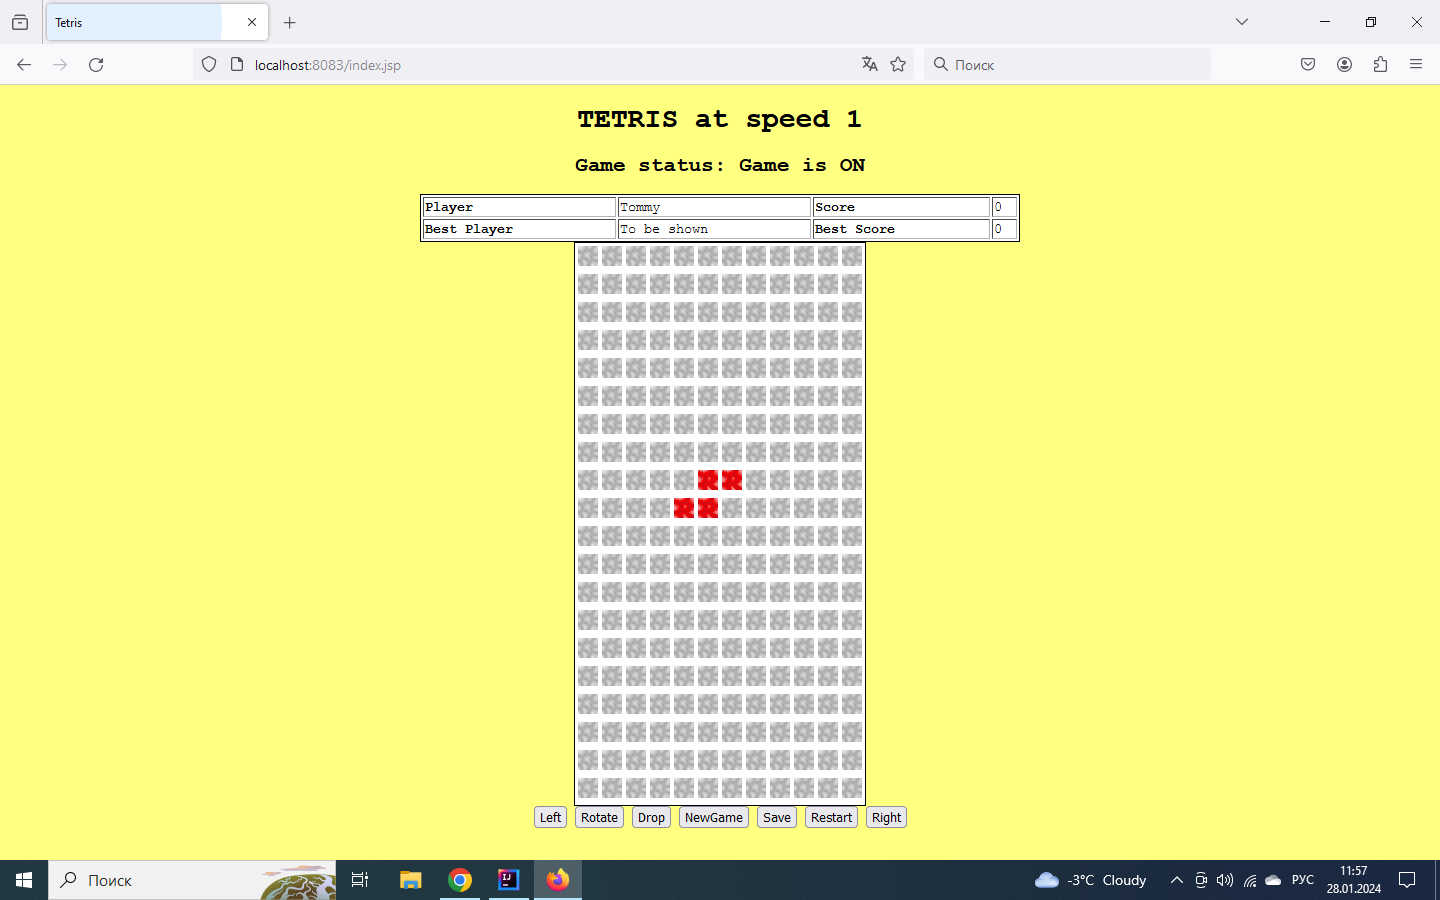 Tetris
localhost:8083/index.jsp
Поиск
TETRIS at speed 1
Game status: Game is ON
Player Tommy Score 0
Best Player To be shown Best Score 0
Left Rotate Drop NewGame Save Restart Right
Поиск
-3°C Cloudy
РУС
11:57
28.01.2024